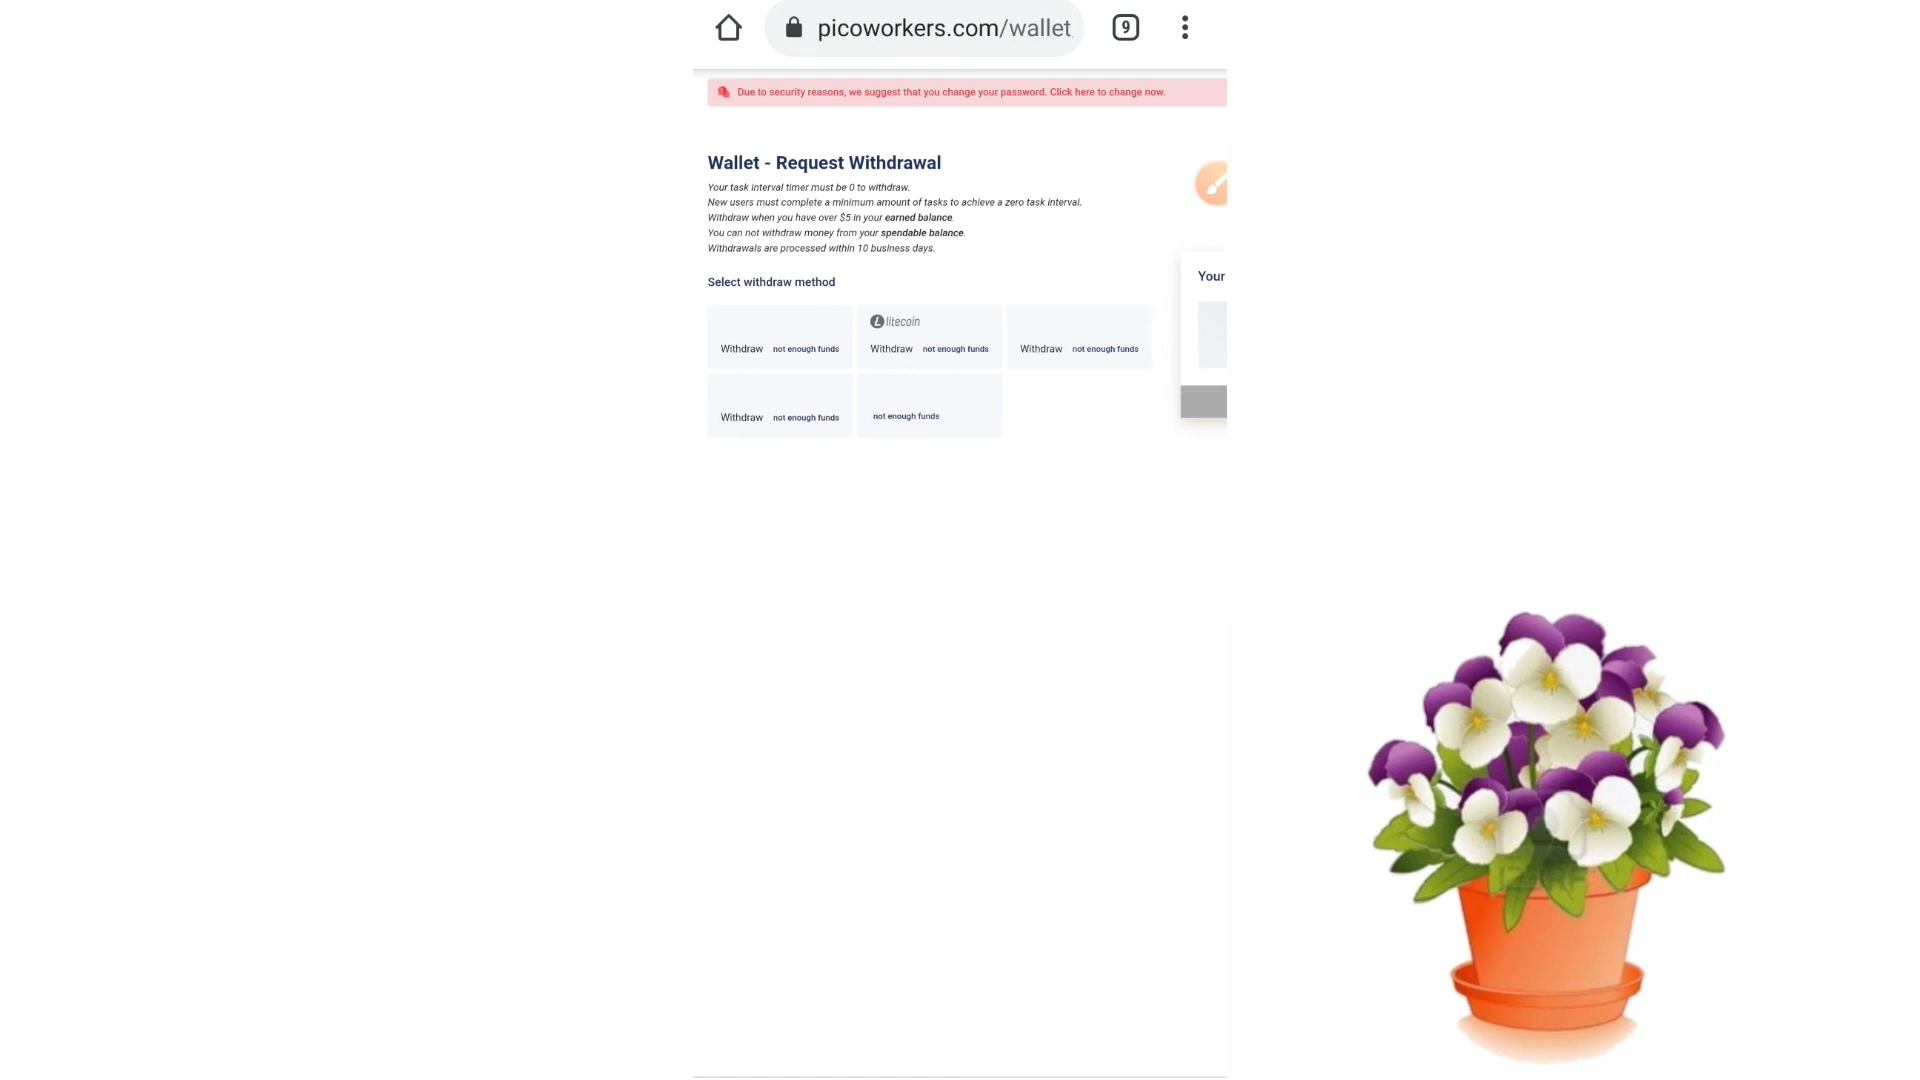 picoworkers.com/wallet
9
Due to security reasons, we suggest that you change your password. Click here to change now.
Wallet - Request Withdrawal
Your task interval timer must be 0 to withdraw.
New users must complete a minimum amount of tasks to achieve a zero task interval.
Withdraw when you have over $5 in your earned balance.
You can not withdraw money from your spendable balance.
Withdrawals are processed within 10 business days.
Your
Select withdraw method
litecoin
Withdraw not enough funds
Withdraw not enough funds
Withdraw not enough funds
Withdraw not enough funds
not enough funds